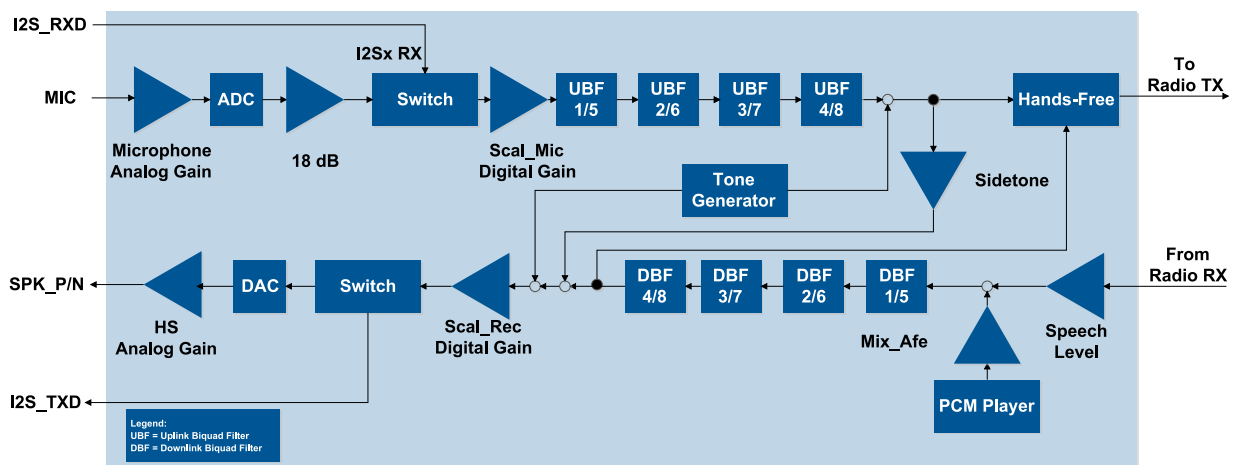 I2S_RXD
I2Sx RX
To
Radio TX
MIC
ADC
Switch
UBF
1/5
UBF
2/6
UBF
3/7
UBF
4/8
Hands-Free
Microphone
Analog Gain
18 dB
Scal_Mic
Digital Gain
Tone
Generator
Sidetone
From
Radio RX
SPK_P/N
DAC
Switch
DBF
4/8
DBF
3/7
DBF
2/6
DBF
1/5
HS
Analog Gain
Scal_Rec
Digital Gain
Mix_Afe
Speech
Level
I2S_TXD
PCM Player
Legend:
UBF = Uplink Biquad Filter
DBF = Downlink Biquad Filter